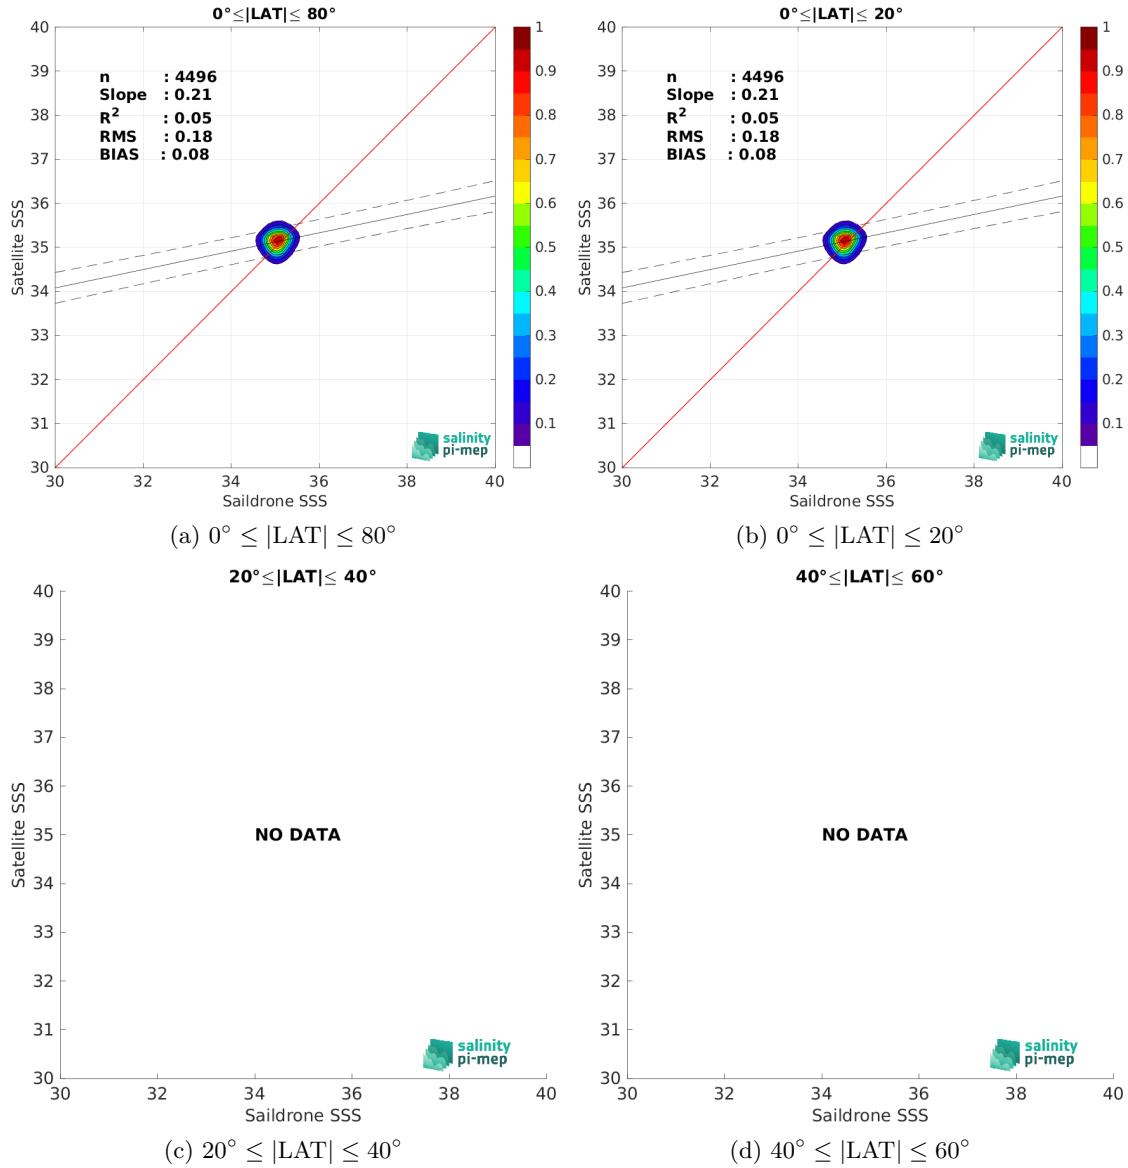 0°≤|LAT|≤ 80°
40
39
38
37
36
35
34
33
32
31
30
Satellite SSS
n : 4496
Slope : 0.21
R² : 0.05
RMS : 0.18
BIAS : 0.08
salinity
pi-mep
30 32 34 36 38 40
Saildrone SSS
1
0.9
0.8
0.7
0.6
0.5
0.4
0.3
0.2
0.1
(a) 0° ≤ |LAT| ≤ 80°
0°≤|LAT|≤ 20°
40
39
38
37
36
35
34
33
32
31
30
Satellite SSS
n : 4496
Slope : 0.21
R² : 0.05
RMS : 0.18
BIAS : 0.08
salinity
pi-mep
30 32 34 36 38 40
Saildrone SSS
1
0.9
0.8
0.7
0.6
0.5
0.4
0.3
0.2
0.1
(b) 0° ≤ |LAT| ≤ 20°
20°≤|LAT|≤ 40°
40
39
38
37
36
35
34
33
32
31
30
Satellite SSS
NO DATA
salinity
pi-mep
30 32 34 36 38 40
Saildrone SSS
(c) 20° ≤ |LAT| ≤ 40°
40°≤|LAT|≤ 60°
40
39
38
37
36
35
34
33
32
31
30
Satellite SSS
NO DATA
salinity
pi-mep
30 32 34 36 38 40
Saildrone SSS
(d) 40° ≤ |LAT| ≤ 60°